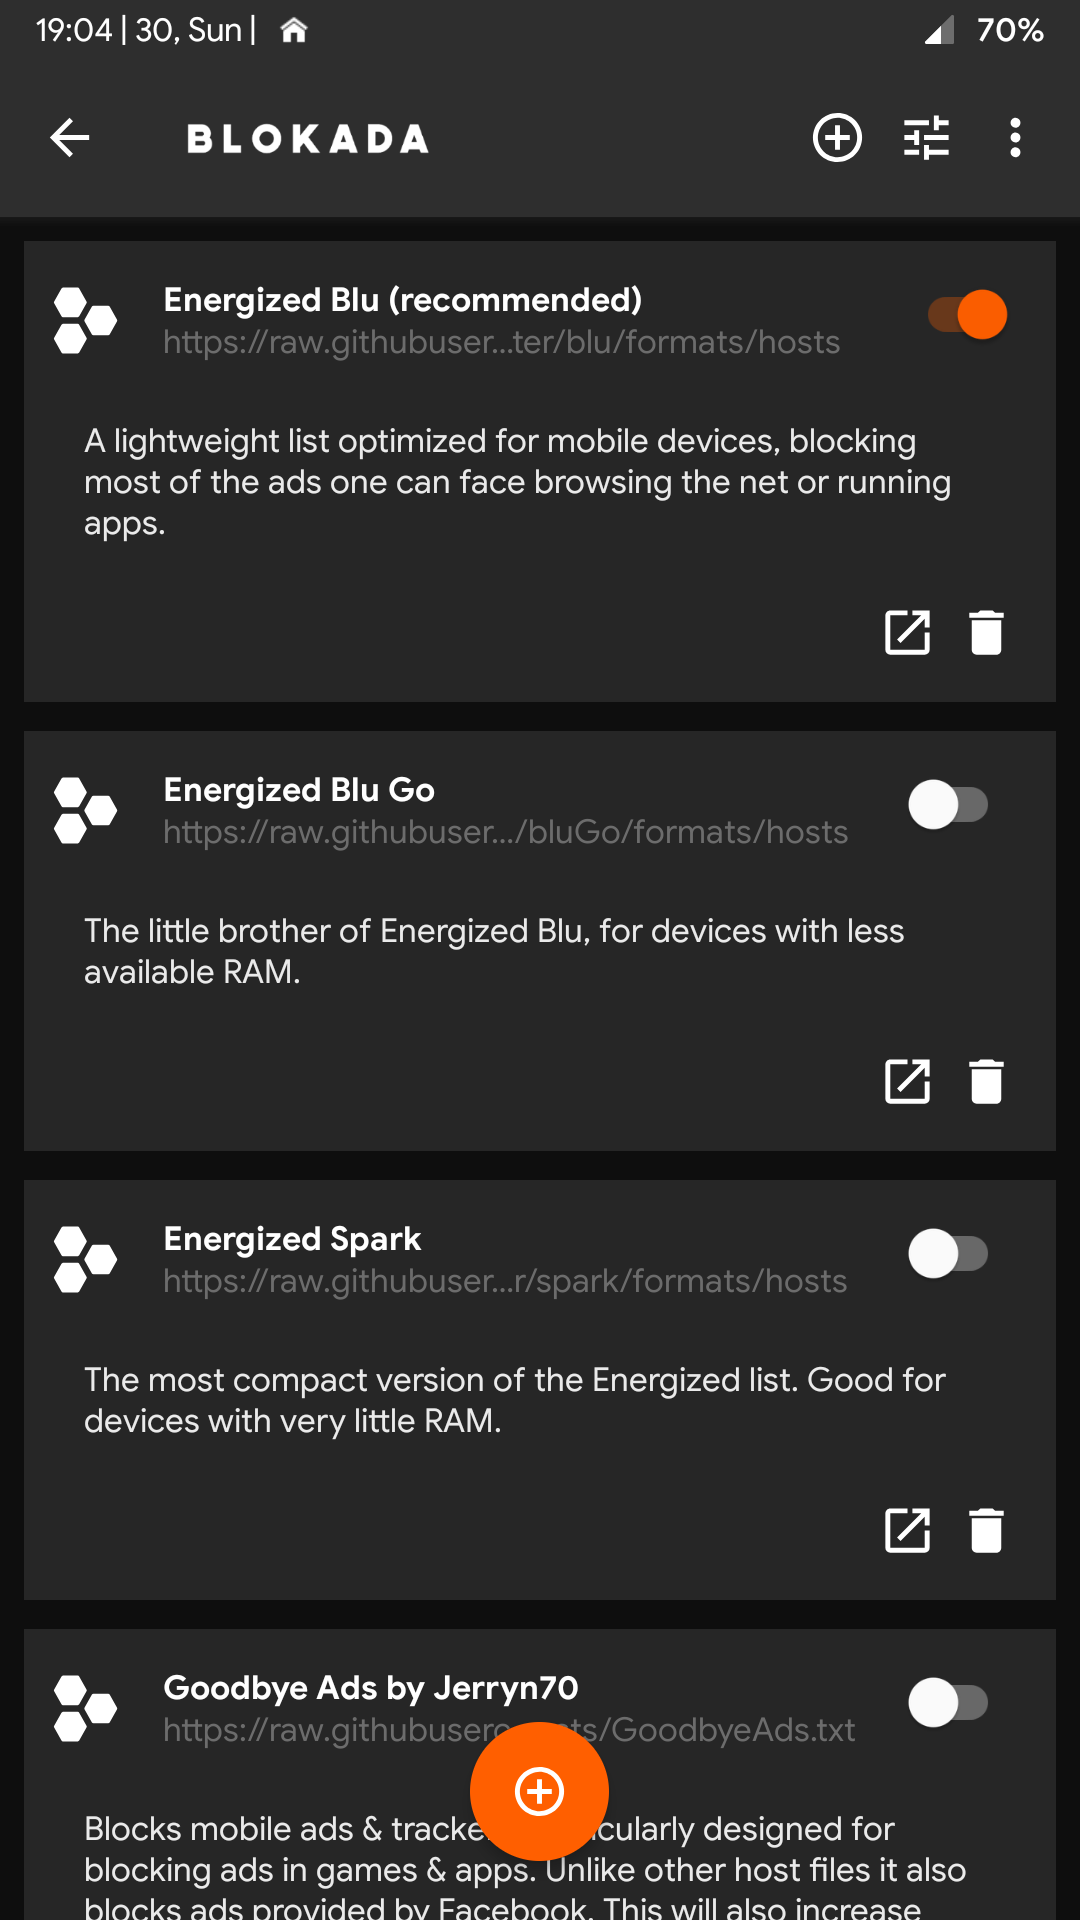 19:04 | 30, Sun | 70%
BLOKADA
Energized Blu (recommended)
https://raw.githubuser...ter/blu/formats/hosts
A lightweight list optimized for mobile devices, blocking
most of the ads one can face browsing the net or running
apps.
Energized Blu Go
https://raw.githubuser.../bluGo/formats/hosts
The little brother of Energized Blu, for devices with less
available RAM.
Energized Spark
https://raw.githubuser...r/spark/formats/hosts
The most compact version of the Energized list. Good for
devices with very little RAM.
Goodbye Ads by Jerryn70
https://raw.githubuserc ts/GoodbyeAds.txt
Blocks mobile ads & designed for
blocking ads in games & apps. Unlike other host files it also
blocks ads provided by Facebook. This will also increase